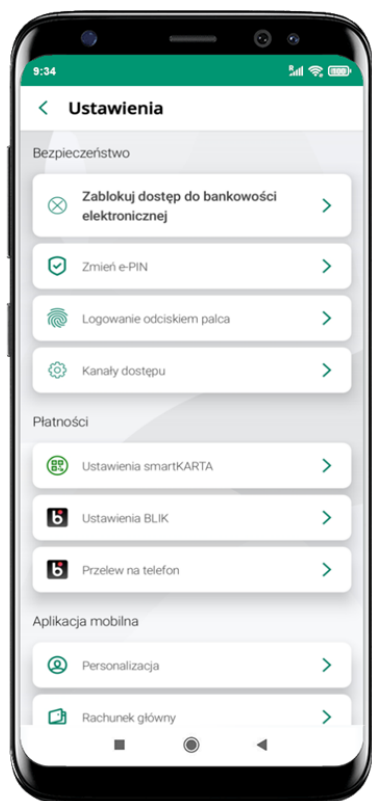 9:34
Ustawienia
Bezpieczeństwo
Zablokuj dostęp do bankowości
elektronicznej
Zmień e-PIN
Logowanie odciskiem palca
Kanały dostępu
Płatności
Ustawienia smartKARTA
Ustawienia BLIK
Przelew na telefon
Aplikacja mobilna
Personalizacja
Rachunek główny